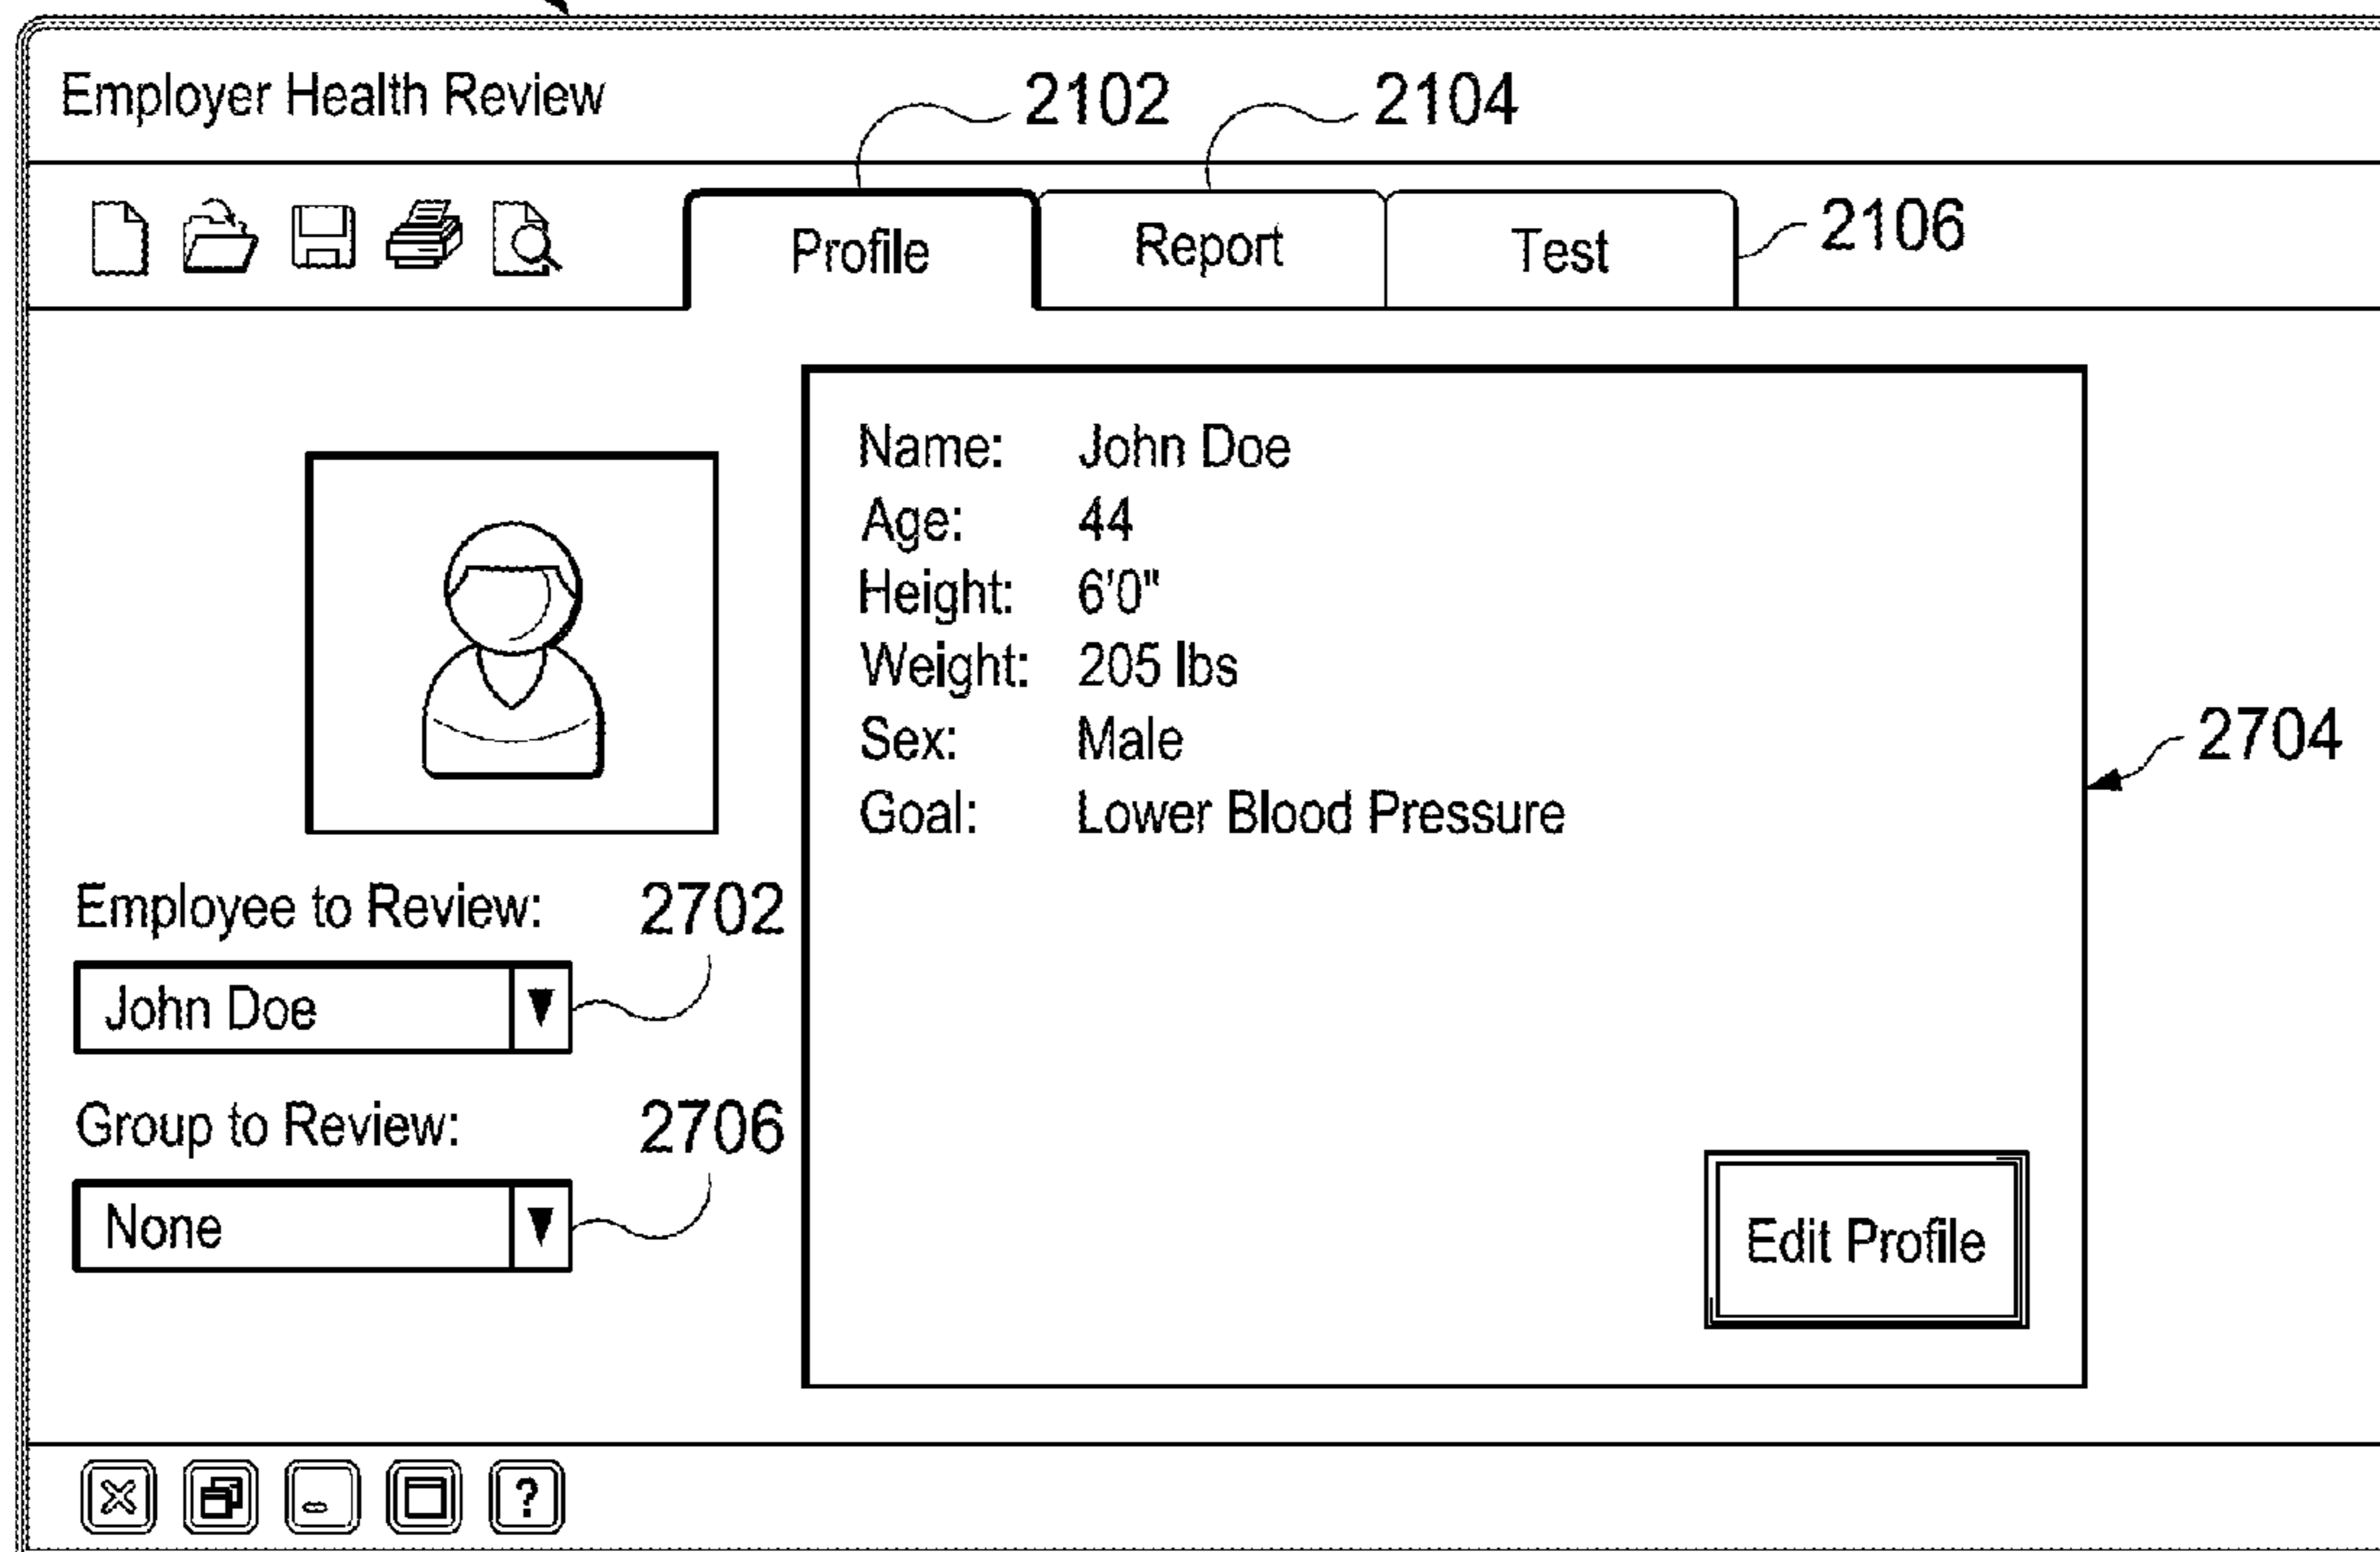 Employer Health Review
2102
2104
Profile
Report
Test
2106
Name: John Doe
Age: 44
Height: 6'0"
Weight: 205 lbs
Sex: Male
Goal: Lower Blood Pressure
2704
Employee to Review:
2702
John Doe
Group to Review:
2706
None
Edit Profile
?